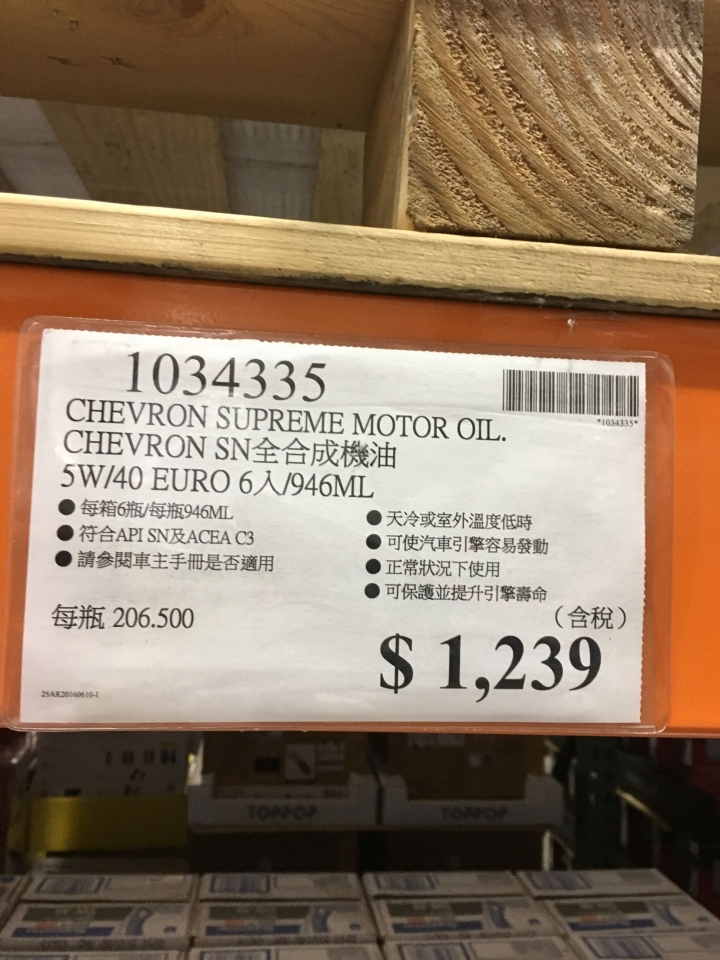 1034335
*1034335*
CHEVRON SUPREME MOTOR OIL.
CHEVRON SN全合成機油
5W/40 EURO 6入/946ML
● 每箱6瓶/每瓶946ML
● 符合API SN及ACEA C3
● 請參閱車主手冊是否適用
● 天冷或室外溫度低時
● 可使汽車引擎容易發動
● 正常狀況下使用
● 可保護並提升引擎壽命
每瓶 206.500
（含稅）
$ 1,239
25AR20160610-1
TOPPOP
TOPPOP